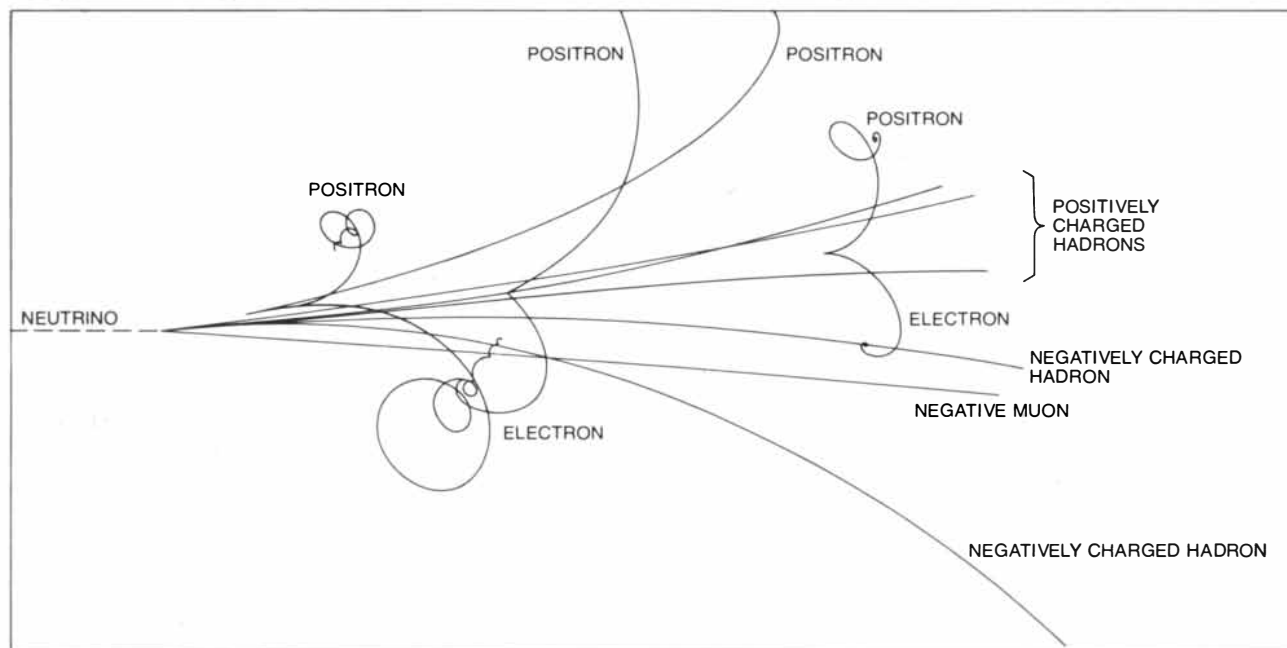 POSITRON
POSITRON
POSITRON
POSITRON
POSITIVELY
CHARGED
HADRONS
NEUTRINO
ELECTRON
NEGATIVELY CHARGED
HADRON
NEGATIVE MUON
ELECTRON
NEGATIVELY CHARGED HADRON